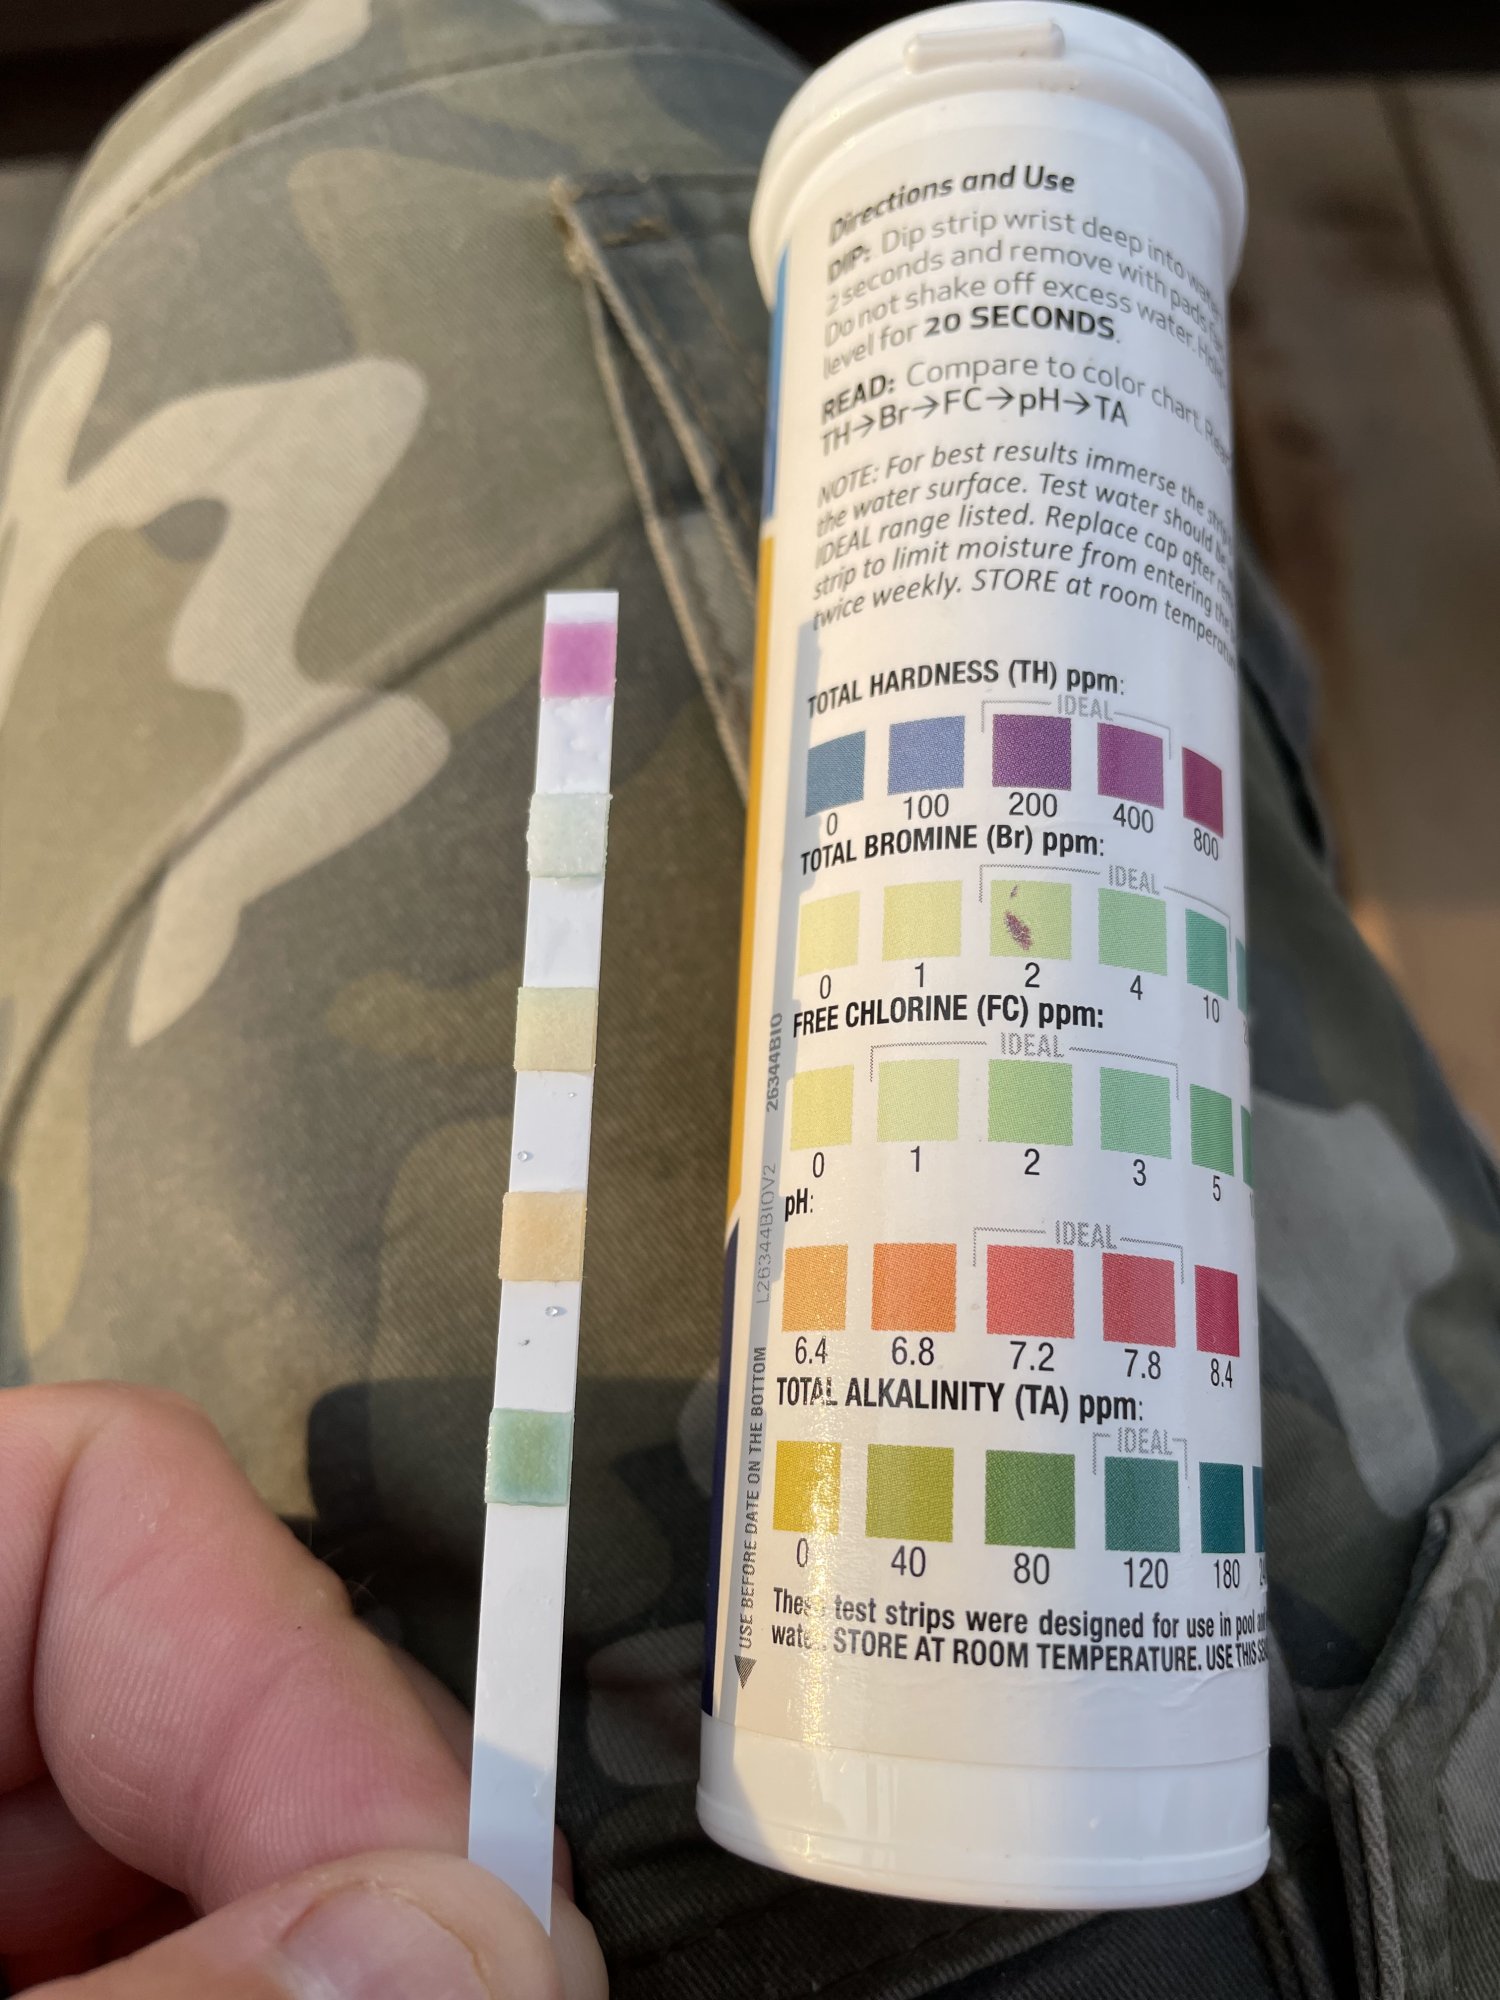 Directions and Use
DIP: Dip strip wrist deep into water
2 seconds and remove with pads
Do not shake off excess water. Hold
level for 20 SECONDS.
READ: Compare to color chart. Read
TH→Br→FC→pH→TA
NOTE: For best results immerse the strip
the water surface. Test water should be
IDEAL range listed. Replace cap after
strip to limit moisture from entering the
twice weekly. STORE at room temperature
TOTAL HARDNESS (TH) ppm:
IDEAL
0 100 200 400 800
TOTAL BROMINE (Br) ppm:
IDEAL
0 1 2 4 10
FREE CHLORINE (FC) ppm:
IDEAL
0 1 2 3 5
pH:
IDEAL
6.4 6.8 7.2 7.8 8.4
TOTAL ALKALINITY (TA) ppm:
IDEAL
0 40 80 120 180
These test strips were designed for use in pool and
water. STORE AT ROOM TEMPERATURE. USE THIS
USE BEFORE DATE ON THE BOTTOM
L26344BIOV2
26344BIO